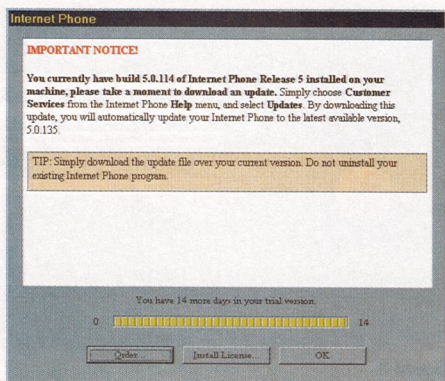 Internet Phone
IMPORTANT NOTICE!
You currently have build 5.0.114 of Internet Phone Release 5 installed on your
machine, please take a moment to download an update. Simply choose Customer
Services from the Internet Phone Help menu, and select Updates. By downloading this
update, you will automatically update your Internet Phone to the latest available version,
5.0.135.
TIP: Simply download the update file over your current version. Do not uninstall your
existing Internet Phone program.
You have 14 more days in your trial version.
0 14
Order... Install License... OK